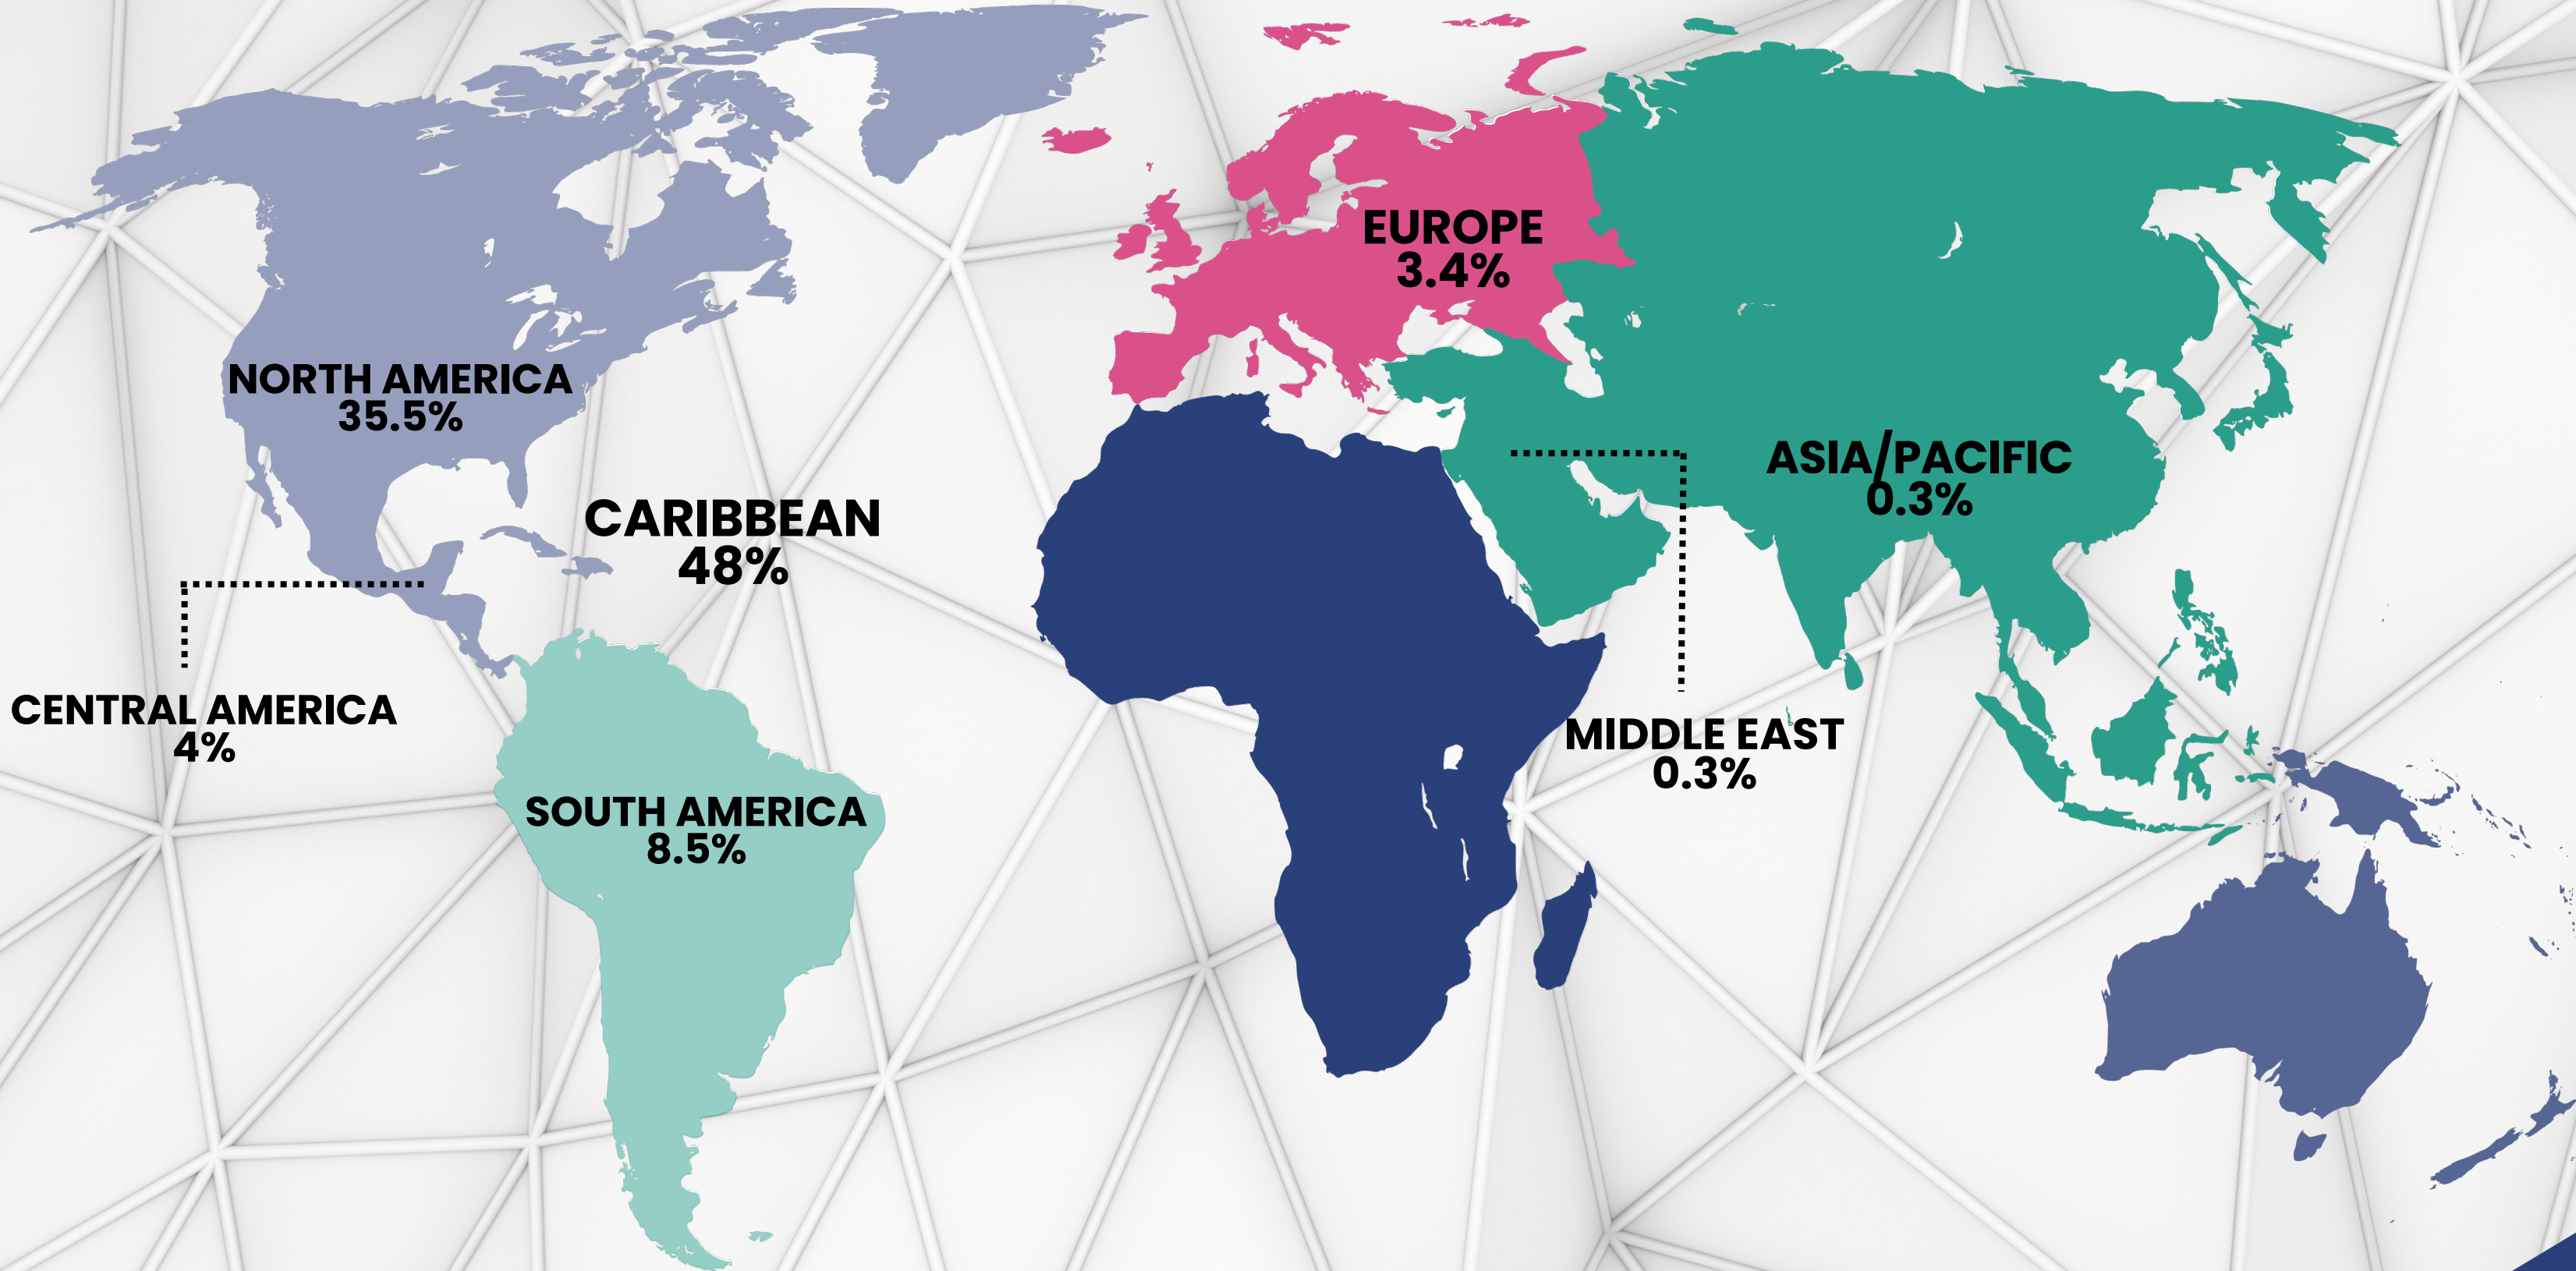 EUROPE
3.4%
NORTH AMERICA
35.5%
ASIA/PACIFIC
0.3%
CARIBBEAN
48%
CENTRAL AMERICA
4%
MIDDLE EAST
0.3%
SOUTH AMERICA
8.5%